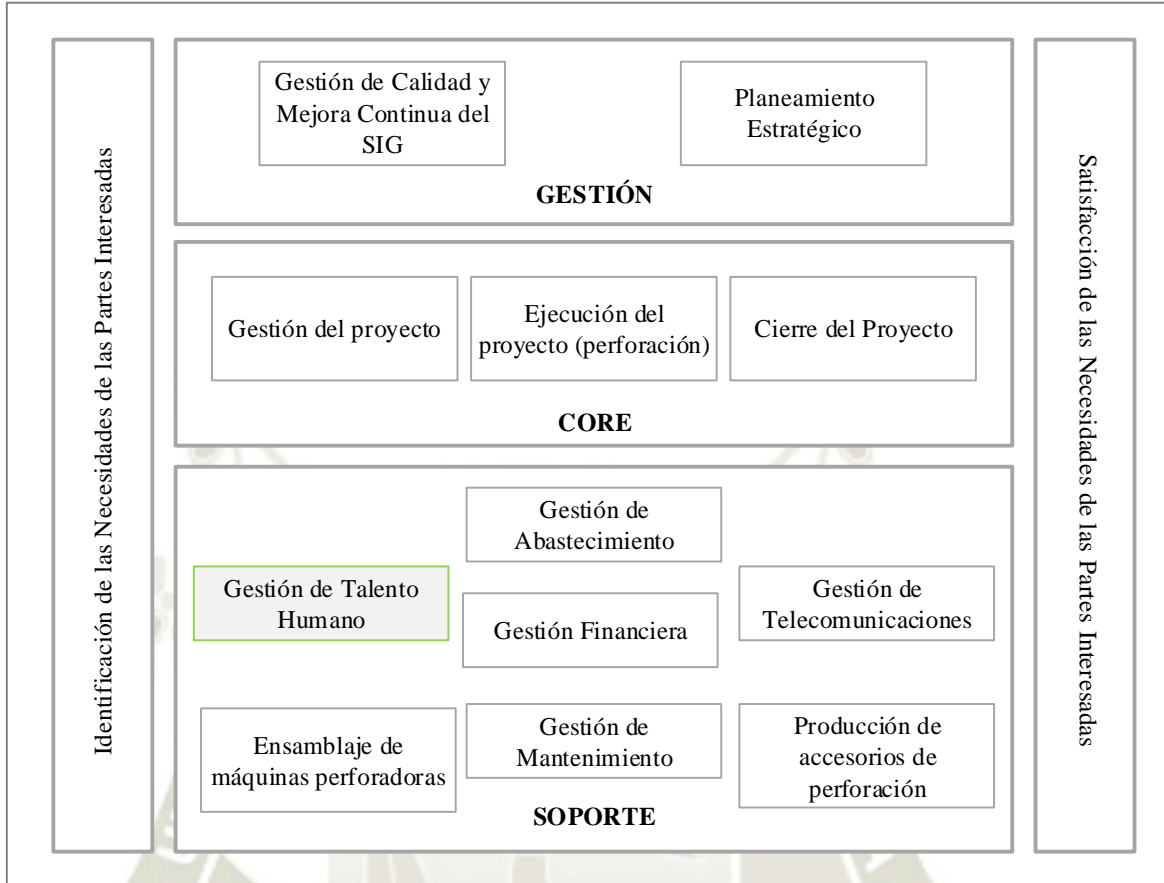 Identificación de las Necesidades de las Partes Interesadas
Gestión de Calidad y
Mejora Continua del
SIG
Planeamiento
Estratégico
GESTIÓN
Gestión del proyecto
Ejecución del
proyecto (perforación)
Cierre del Proyecto
CORE
Gestión de
Abastecimiento
Gestión de Talento
Humano
Gestión Financiera
Gestión de
Telecomunicaciones
Ensamblaje de
máquinas perforadoras
Gestión de
Mantenimiento
Producción de
accesorios de
perforación
SOPORTE
Satisfacción de las Necesidades de las Partes Interesadas